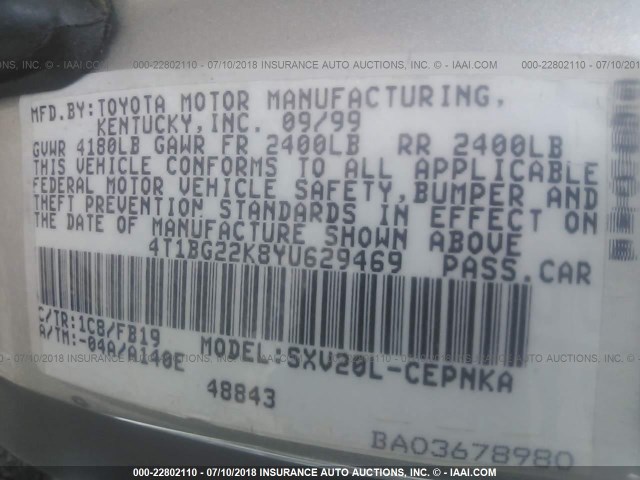 000-22802110 - 07/10/2018 INSURANCE AUTO AUCTIONS, INC. - © - IAAI.COM
MFD.BY:TOYOTA MOTOR MANUFACTURING,
KENTUCKY,INC. 09/99
GVWR 4180LB GAWR FR 2400LB RR 2400LB
THIS VEHICLE CONFORMS TO ALL APPLICABLE
FEDERAL MOTOR VEHICLE SAFETY,BUMPER AND
THEFT PREVENTION STANDARDS IN EFFECT ON
THE DATE OF MANUFACTURE SHOWN ABOVE
4T1BG22K8YU629469 PASS.CAR
C/TR:1CB/FB19
A/TM:-04A/A140E MODEL:SXV20L-CEPNKA
48843
BA03678980
000-22802110 - 07/10/2018 INSURANCE AUTO AUCTIONS, INC. - © - IAAI.COM